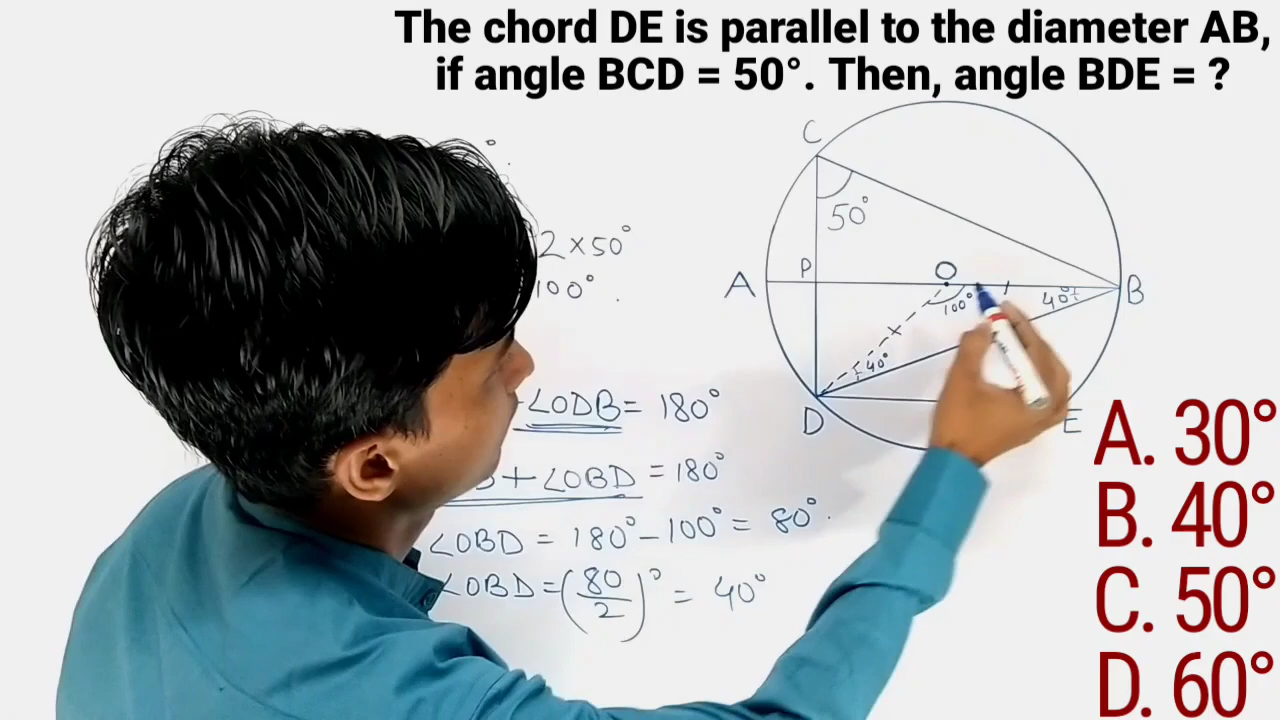 The chord DE is parallel to the diameter AB,
if angle BCD = 50°. Then, angle BDE = ?
C
50°
2×50°
100°.
A
P
O
B
100°
40°
40°
D
E
∠ODB = 180°
+∠OBD = 180°
∠OBD = 180° – 100° = 80°.
∠OBD = (80/2)° = 40°
A. 30°
B. 40°
C. 50°
D. 60°